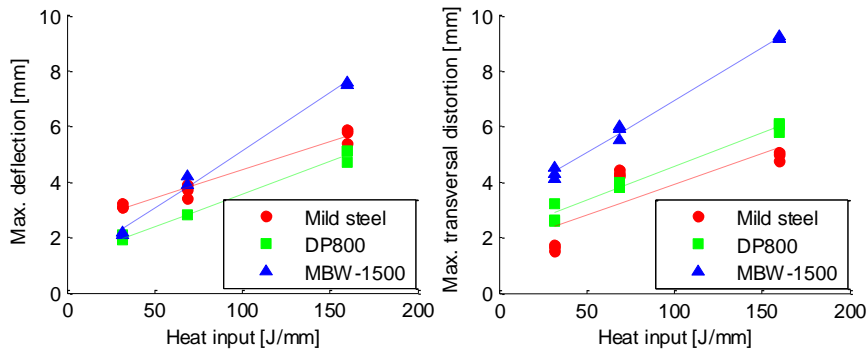 Max. deflection [mm]
10
8
6
4
2
0
0 50 100 150 200
Heat input [J/mm]
Mild steel
DP800
MBW-1500
Max. transversal distortion [mm]
10
8
6
4
2
0
0 50 100 150 200
Heat input [J/mm]
Mild steel
DP800
MBW-1500